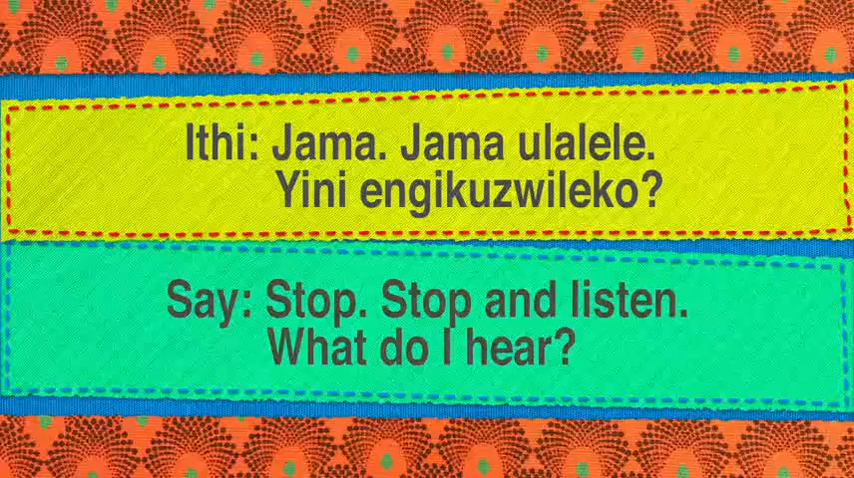 Ithi: Jama. Jama ulalele.
Yini engikuzwileko?
Say: Stop. Stop and listen.
What do I hear?